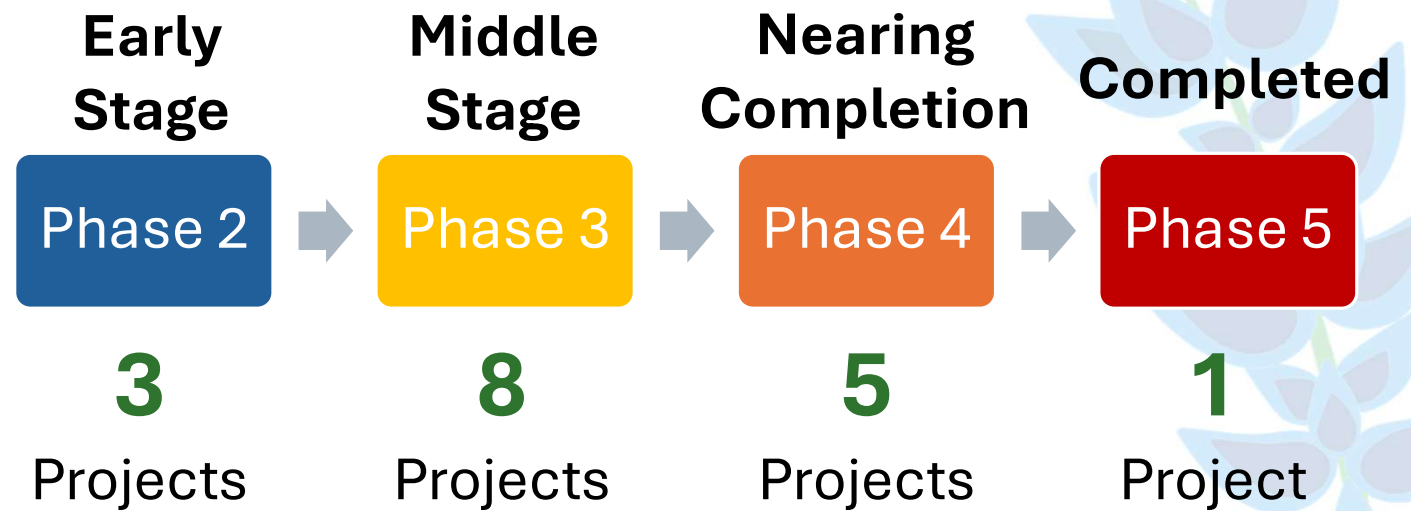 Early
Stage
Middle
Stage
Nearing
Completion
Completed
Phase 2
Phase 3
Phase 4
Phase 5
3
8
5
1
Projects
Projects
Projects
Project